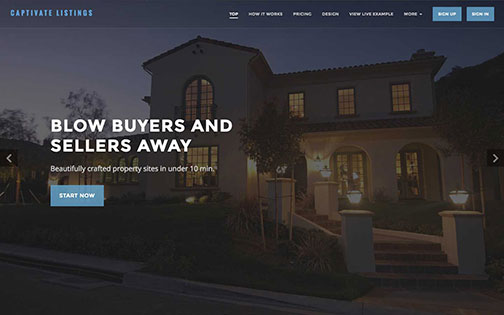 CAPTIVATE LISTINGS
TOP HOW IT WORKS PRICING DESIGN VIEW LIVE EXAMPLE MORE SIGN UP SIGN IN
BLOW BUYERS AND
SELLERS AWAY
Beautifully crafted property sites in under 10 min.
START NOW